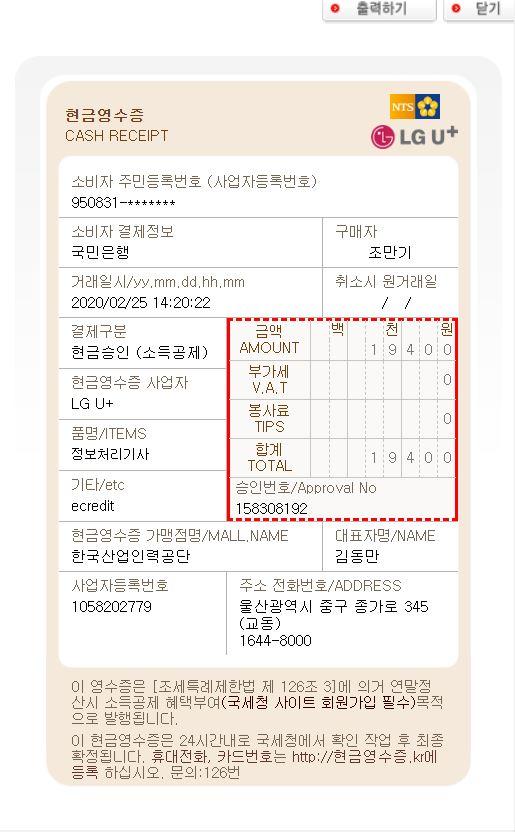 출력하기
닫기
NTS
현금영수증
CASH RECEIPT
LG U+
소비자 주민등록번호 (사업자등록번호)
950831-*******
소비자 결제정보
구매자
국민은행
조만기
거래일시/yy,mm,dd,hh,mm
취소시 원거래일
2020/02/25 14:20:22
/ /
결제구분
현금승인 (소득공제)
현금영수증 사업자
LG U+
품명/ITEMS
정보처리기사
기타/etc
ecredit
금액 백 천 원
AMOUNT 1 9 4 0 0
부가세
V.A.T 0
봉사료
TIPS 0
합계
TOTAL 1 9 4 0 0
승인번호/Approval No
158308192
현금영수증 가맹점명/MALL,NAME
대표자명/NAME
한국산업인력공단
김동만
사업자등록번호
1058202779
주소 전화번호/ADDRESS
울산광역시 중구 종가로 345
(교동)
1644-8000
이 영수증은 [조세특례제한법 제 126조 3]에 의거 연말정
산시 소득공제 혜택부여(국세청 사이트 회원가입 필수)목적
으로 발행됩니다.
이 현금영수증은 24시간내로 국세청에서 확인 작업 후 최종
확정됩니다. 휴대전화, 카드번호는 http://현금영수증.kr에
등록 하십시오. 문의:126번